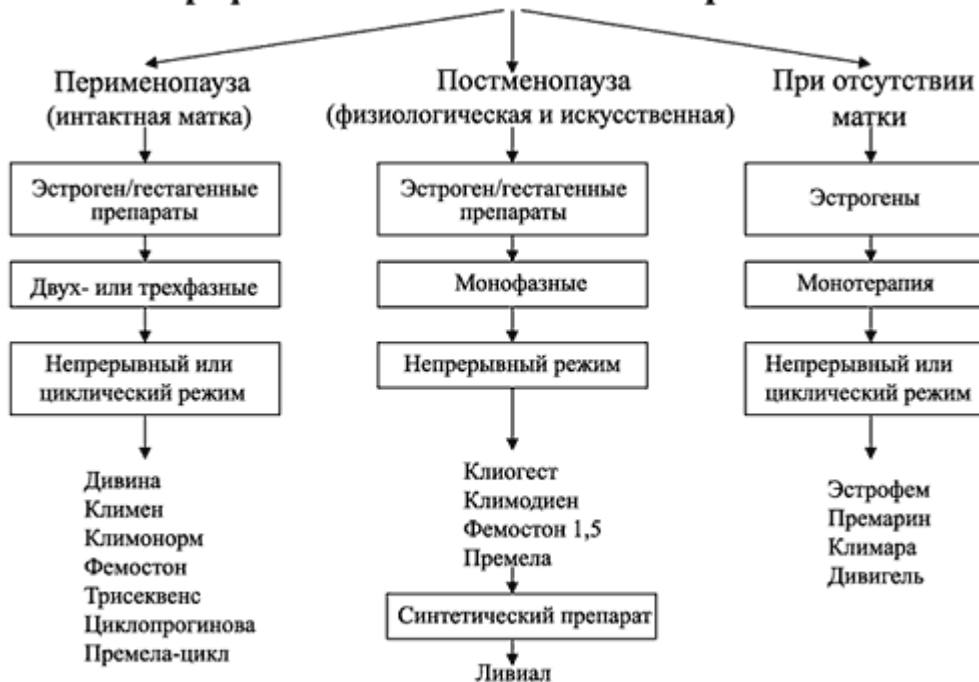 Перименопауза
(интактная матка)
Эстроген/гестагенные
препараты
Двух- или трехфазные
Непрерывный или
циклический режим
Дивина
Климен
Климонорм
Фемостон
Трисеквенс
Циклопрогинова
Премела-цикл
Постменопауза
(физиологическая и искусственная)
Эстроген/гестагенные
препараты
Монофазные
Непрерывный режим
Клиогест
Климодиен
Фемостон 1,5
Премела
Синтетический препарат
Ливиал
При отсутствии
матки
Эстрогены
Монотерапия
Непрерывный или
циклический режим
Эстрофем
Премарин
Климара
Дивигель